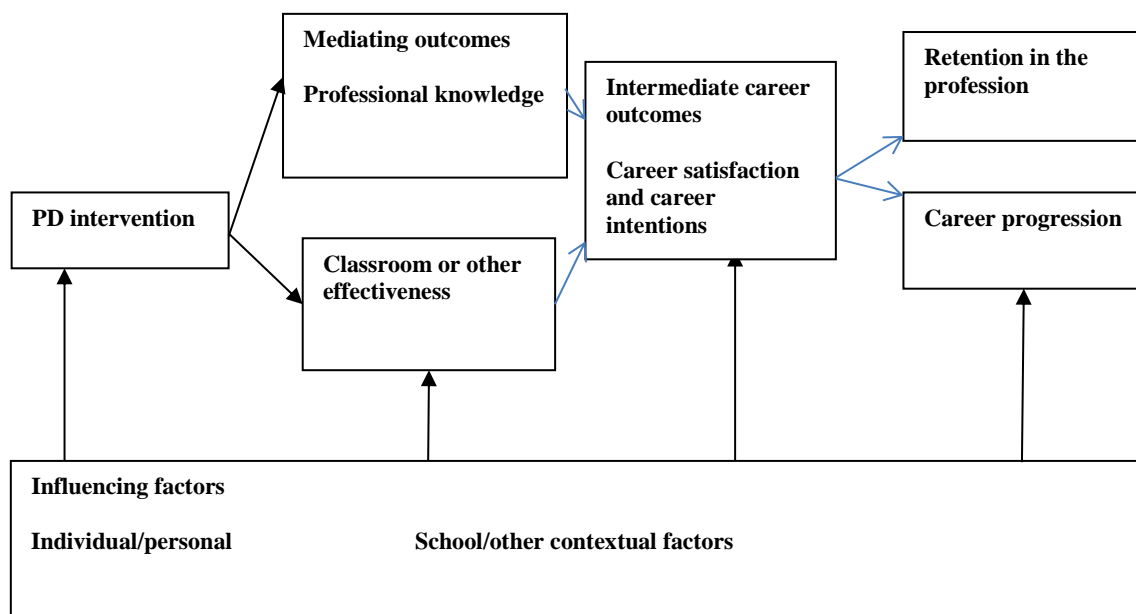 Mediating outcomes
Professional knowledge
Intermediate career
outcomes
Career satisfaction
and career
intentions
Retention in the
profession
PD intervention
Classroom or other
effectiveness
Career progression
Influencing factors
Individual/personal
School/other contextual factors